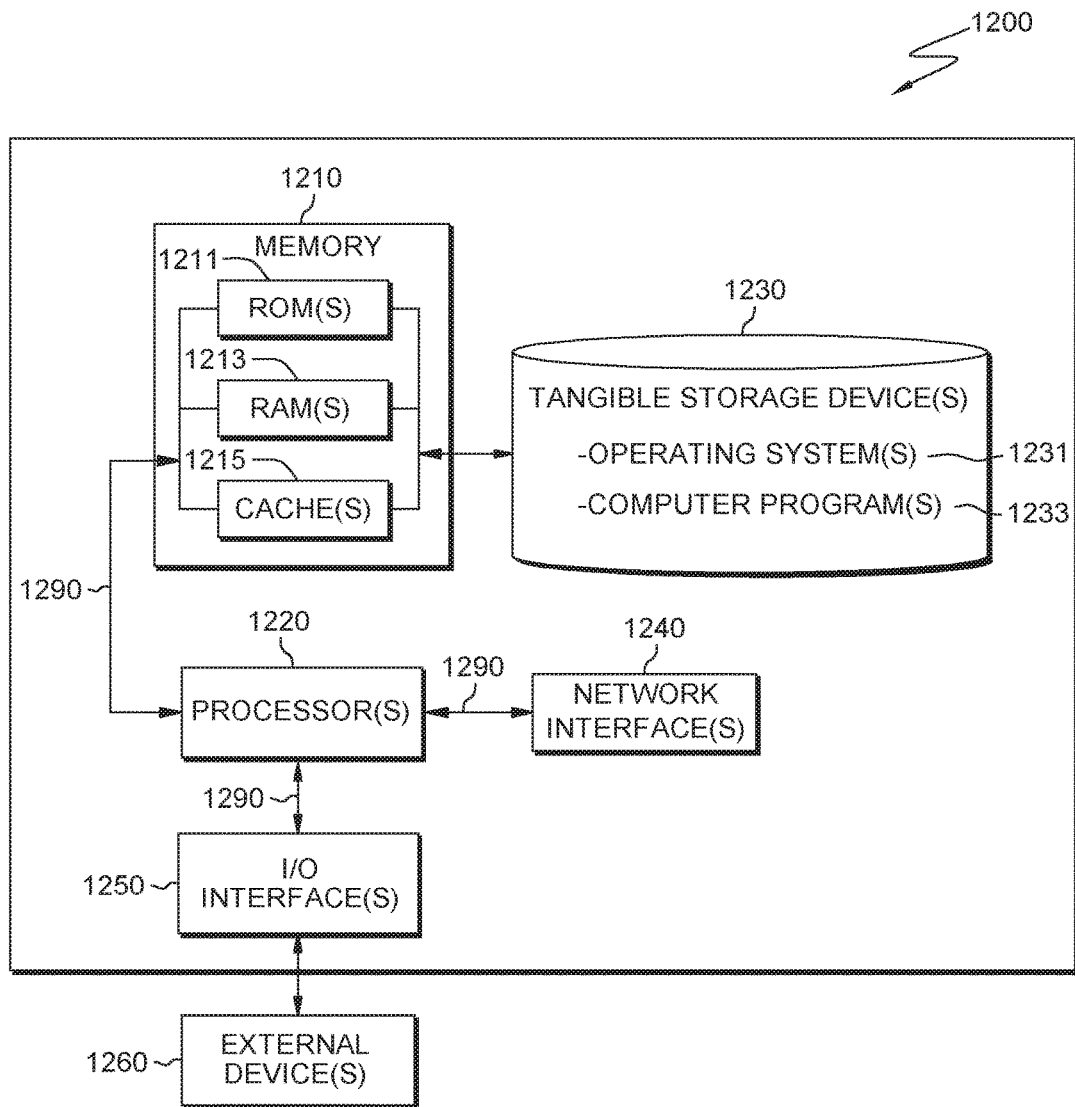 1200
1210
MEMORY
1211
ROM(S)
1213
RAM(S)
1215
CACHE(S)
1230
TANGIBLE STORAGE DEVICE(S)
-OPERATING SYSTEM(S)
1231
-COMPUTER PROGRAM(S)
1233
1290
1220
PROCESSOR(S)
1290
1240
NETWORK
INTERFACE(S)
1290
1250
I/O
INTERFACE(S)
1260
EXTERNAL
DEVICE(S)